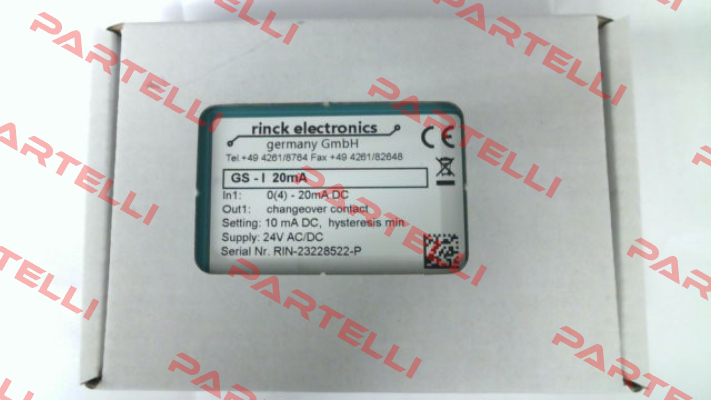 rinck electronics
germany GmbH
Tel.+49 4261/8764 Fax +49 4261/82648
GS - I 20mA
In1: 0(4) - 20mA DC
Out1: changeover contact
Setting: 10 mA DC, hysteresis min
Supply: 24V AC/DC
Serial Nr. RIN-23228522-P
CE
PARTELLI
PARTELLI
PARTELLI
PARTELLI
PARTELLI
PARTELLI
PARTELLI
PARTELLI
PARTELLI